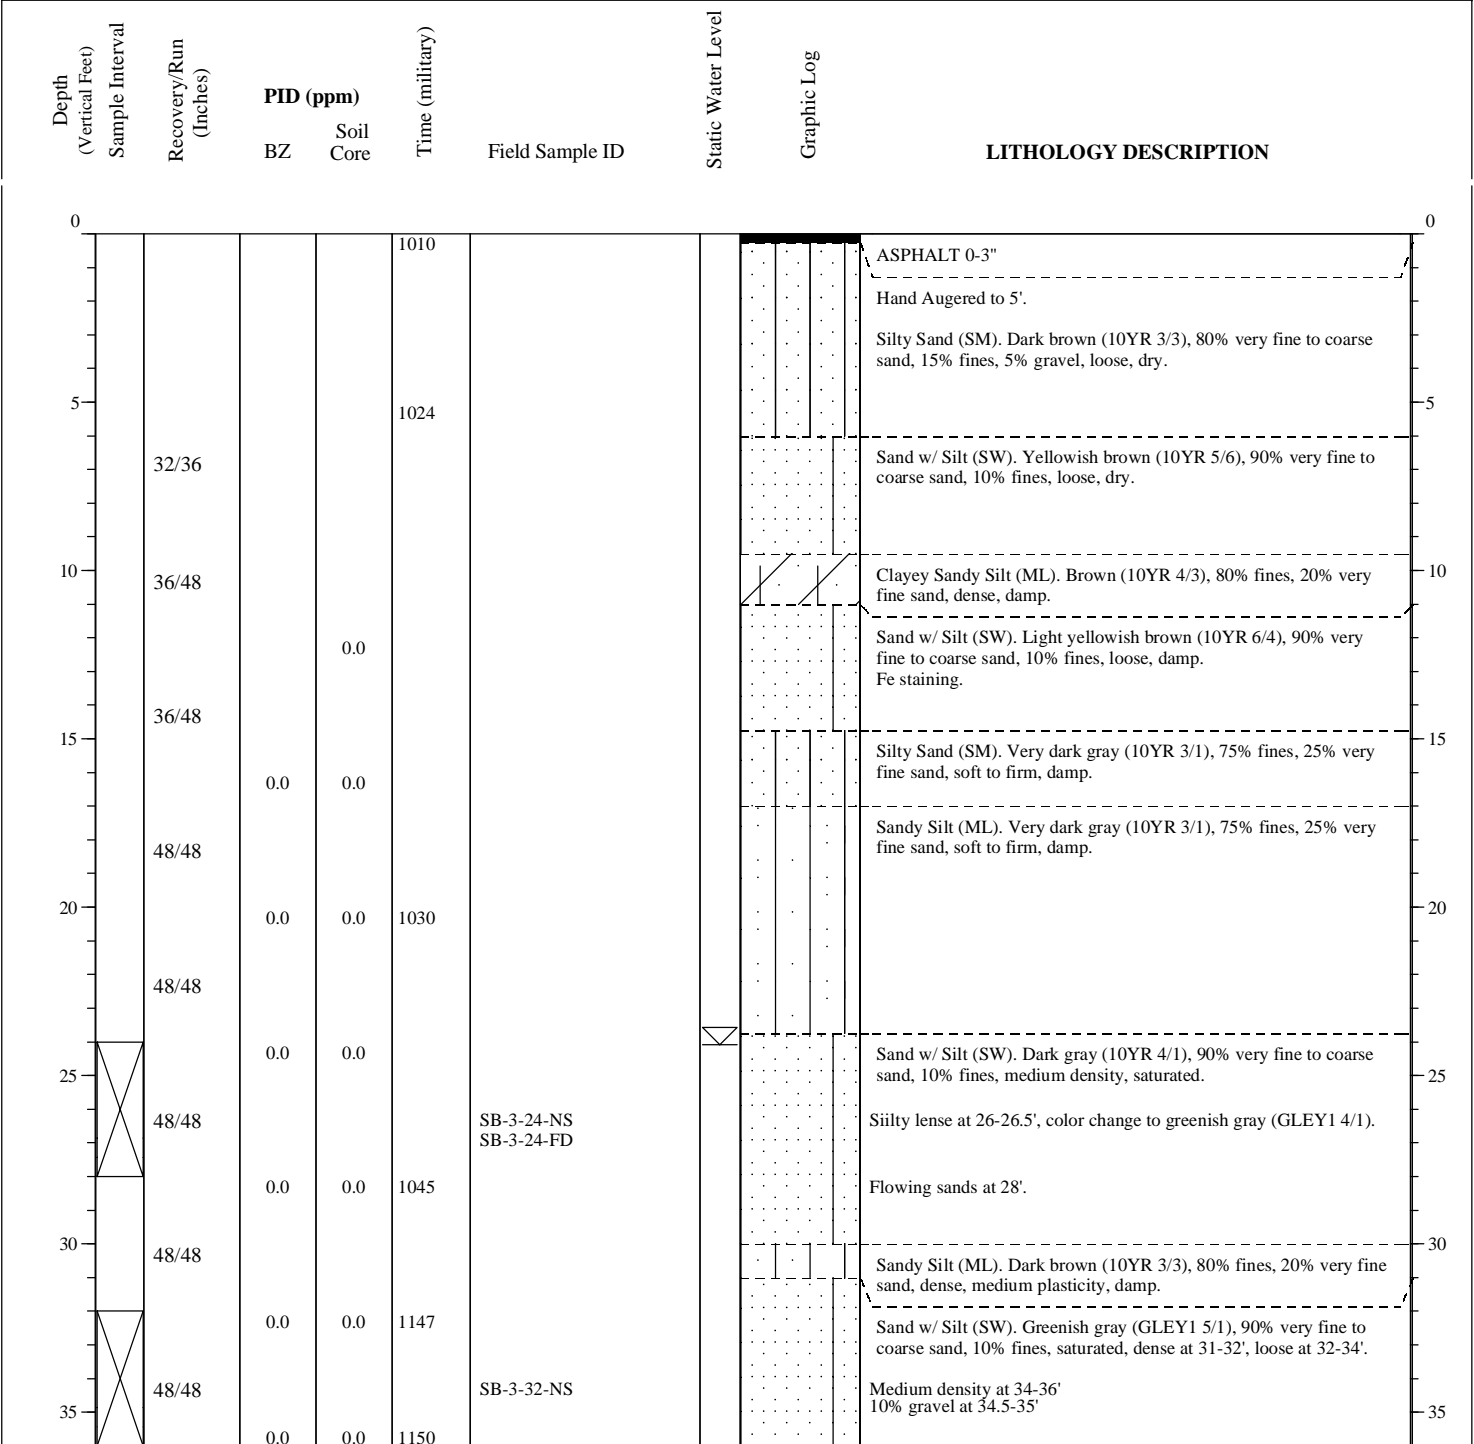 Depth
(Vertical Feet)
Sample Interval
Recovery/Run
(Inches)
PID (ppm)
BZ
Soil
Core
Time (military)
Field Sample ID
Static Water Level
Graphic Log
LITHOLOGY DESCRIPTION
0
0
1010
ASPHALT 0-3"
Hand Augered to 5'.
Silty Sand (SM). Dark brown (10YR 3/3), 80% very fine to coarse
sand, 15% fines, 5% gravel, loose, dry.
5
1024
5
32/36
Sand w/ Silt (SW). Yellowish brown (10YR 5/6), 90% very fine to
coarse sand, 10% fines, loose, dry.
10
36/48
Clayey Sandy Silt (ML). Brown (10YR 4/3), 80% fines, 20% very
fine sand, dense, damp.
10
0.0
Sand w/ Silt (SW). Light yellowish brown (10YR 6/4), 90% very
fine to coarse sand, 10% fines, loose, damp.
Fe staining.
36/48
15
15
Silty Sand (SM). Very dark gray (10YR 3/1), 75% fines, 25% very
fine sand, soft to firm, damp.
0.0
0.0
48/48
Sandy Silt (ML). Very dark gray (10YR 3/1), 75% fines, 25% very
fine sand, soft to firm, damp.
20
0.0
0.0
1030
20
48/48
0.0
0.0
Sand w/ Silt (SW). Dark gray (10YR 4/1), 90% very fine to coarse
sand, 10% fines, medium density, saturated.
25
25
48/48
SB-3-24-NS
SB-3-24-FD
Siilty lense at 26-26.5', color change to greenish gray (GLEY1 4/1).
0.0
0.0
1045
Flowing sands at 28'.
30
48/48
30
Sandy Silt (ML). Dark brown (10YR 3/3), 80% fines, 20% very fine
sand, dense, medium plasticity, damp.
0.0
0.0
1147
Sand w/ Silt (SW). Greenish gray (GLEY1 5/1), 90% very fine to
coarse sand, 10% fines, saturated, dense at 31-32', loose at 32-34'.
48/48
SB-3-32-NS
Medium density at 34-36'
10% gravel at 34.5-35'
35
35
0.0
0.0
1150